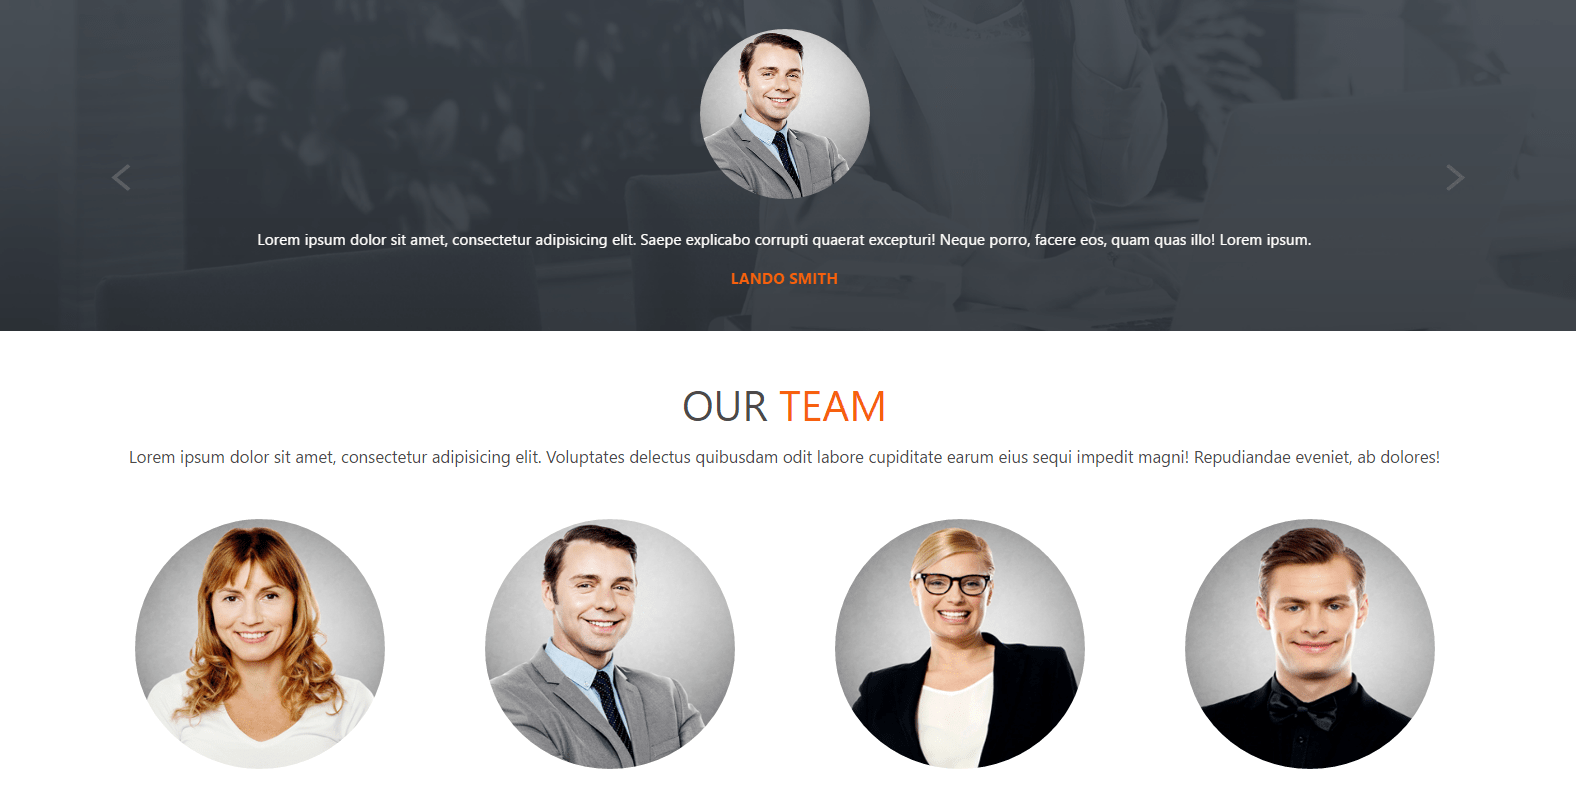 Lorem ipsum dolor sit amet, consectetur adipisicing elit. Saepe explicabo corrupti quaerat excepturi! Neque porro, facere eos, quam quas illo! Lorem ipsum.
LANDO SMITH
OUR TEAM
Lorem ipsum dolor sit amet, consectetur adipisicing elit. Voluptates delectus quibusdam odit labore cupiditate earum eius sequi impedit magni! Repudiandae eveniet, ab dolores!